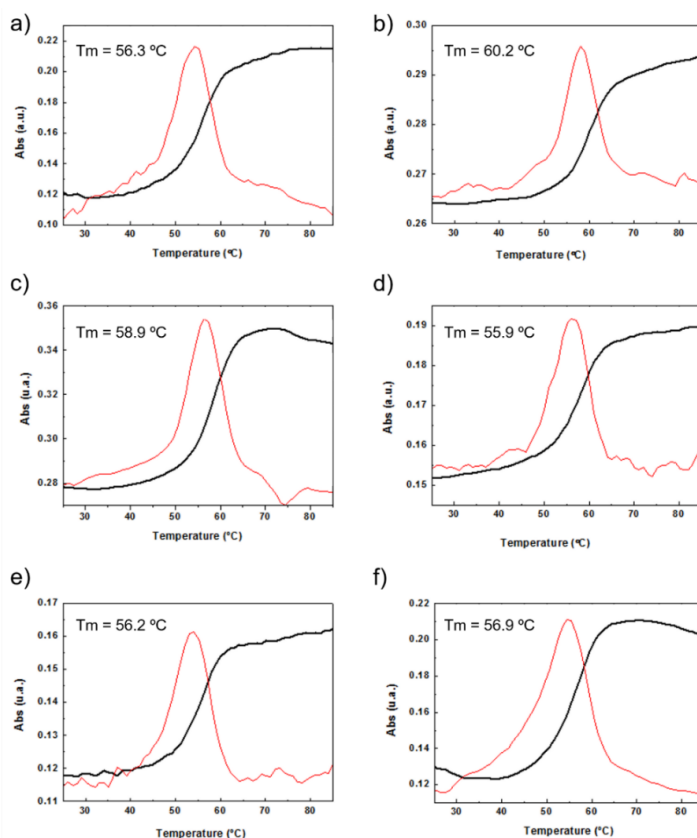 a)
Tm = 56.3 ºC
0.22
0.20
0.18
0.16
0.14
0.12
0.10
Abs (a.u.)
30 40 50 60 70 80
Temperature (ºC)
b)
Tm = 60.2 ºC
0.30
0.29
0.28
0.27
0.26
Abs (a.u.)
30 40 50 60 70 80
Temperature (ºC)
c)
Tm = 58.9 ºC
0.36
0.34
0.32
0.30
0.28
Abs (u.a.)
30 40 50 60 70 80
Temperature (ºC)
d)
Tm = 55.9 ºC
0.19
0.18
0.17
0.16
0.15
Abs (a.u.)
30 40 50 60 70 80
Temperature (ºC)
e)
Tm = 56.2 ºC
0.17
0.16
0.15
0.14
0.13
0.12
0.11
Abs (u.a.)
30 40 50 60 70 80
Temperature (ºC)
f)
Tm = 56.9 ºC
0.22
0.20
0.18
0.16
0.14
0.12
Abs (u.a.)
30 40 50 60 70 80
Temperature (ºC)